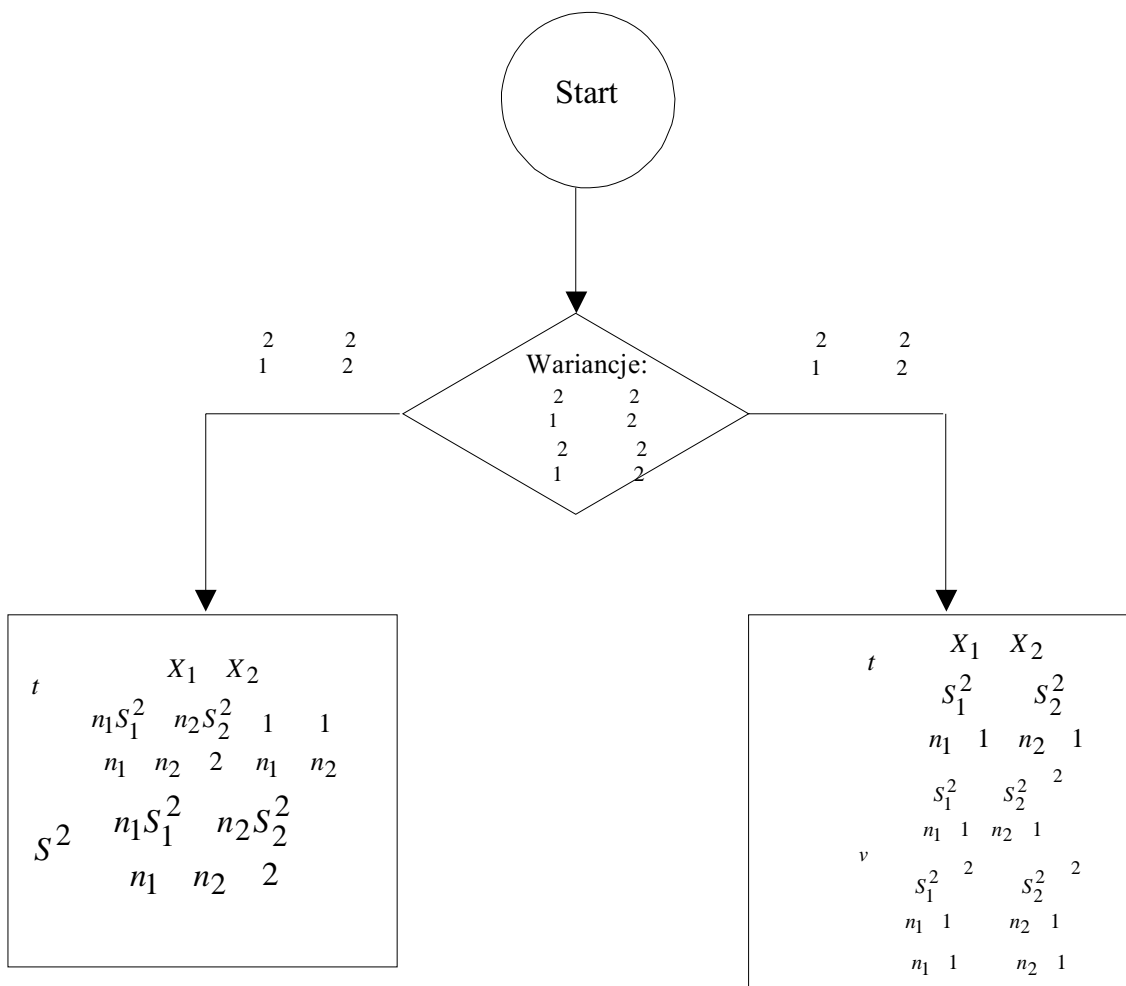 Start
2 2
1 2
Wariancje:
2 2
1 2
2 2
1 2
2 2
1 2
X1 X2
t
n1S1^2 n2S2^2 1 1
n1 n2 2 n1 n2
n1S1^2 n2S2^2
S^2
n1 n2 2
X1 X2
t
S1^2 S2^2
n1 1 n2 1
S1^2 S2^2 2
n1 1 n2 1
v
S1^2 2 S2^2 2
n1 1 n2 1
n1 1 n2 1